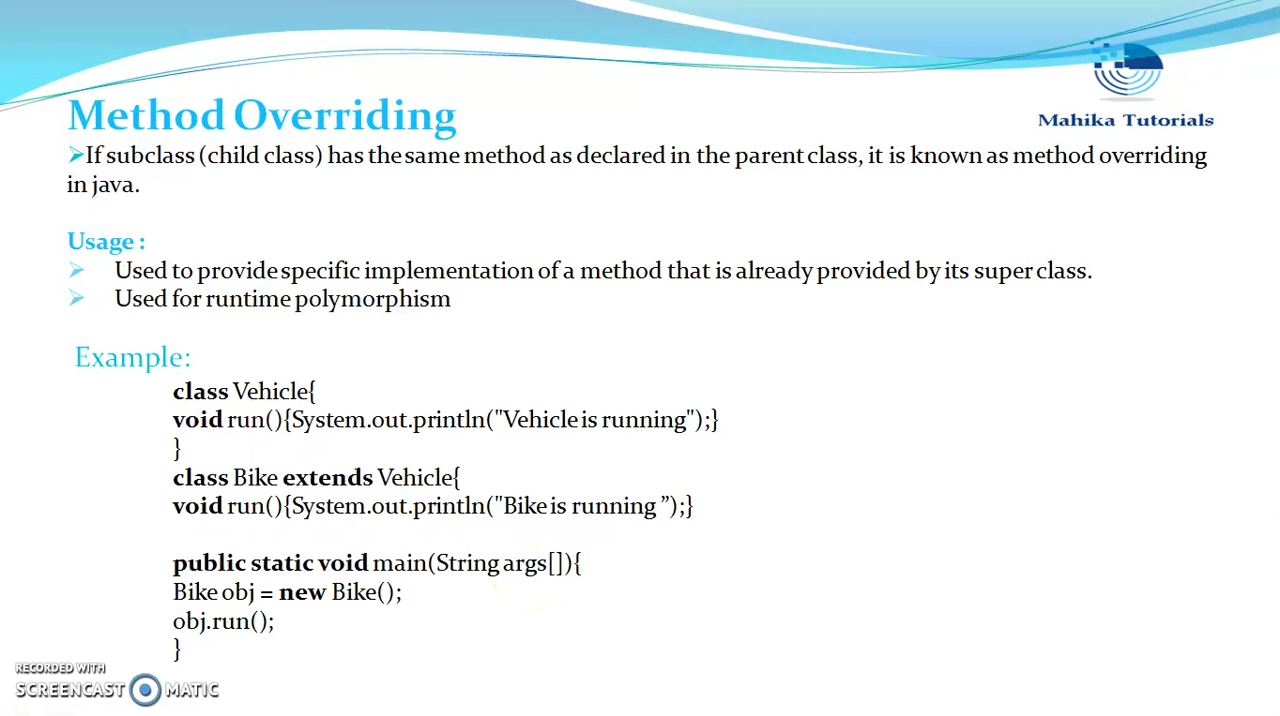 Mahika Tutorials
Method Overriding
➢If subclass (child class) has the same method as declared in the parent class, it is known as method overriding
in java.
Usage :
➢ Used to provide specific implementation of a method that is already provided by its super class.
➢ Used for runtime polymorphism
Example:
class Vehicle{
void run(){System.out.println("Vehicle is running");}
}
class Bike extends Vehicle{
void run(){System.out.println("Bike is running ”);}
public static void main(String args[]){
Bike obj = new Bike();
obj.run();
}
RECORDED WITH
SCREENCAST MATIC